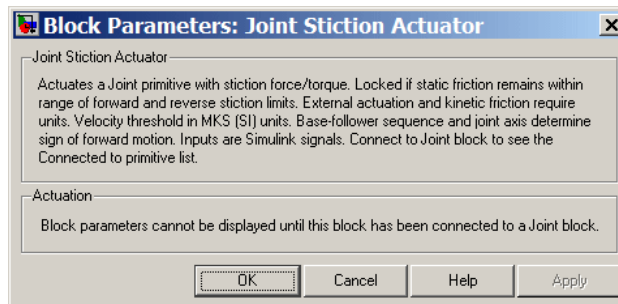 Block Parameters: Joint Stiction Actuator
Joint Stiction Actuator
Actuates a Joint primitive with stiction force/torque. Locked if static friction remains within
range of forward and reverse stiction limits. External actuation and kinetic friction require
units. Velocity threshold in MKS (SI) units. Base-follower sequence and joint axis determine
sign of forward motion. Inputs are Simulink signals. Connect to Joint block to see the
Connected to primitive list.
Actuation
Block parameters cannot be displayed until this block has been connected to a Joint block.
OK Cancel Help Apply